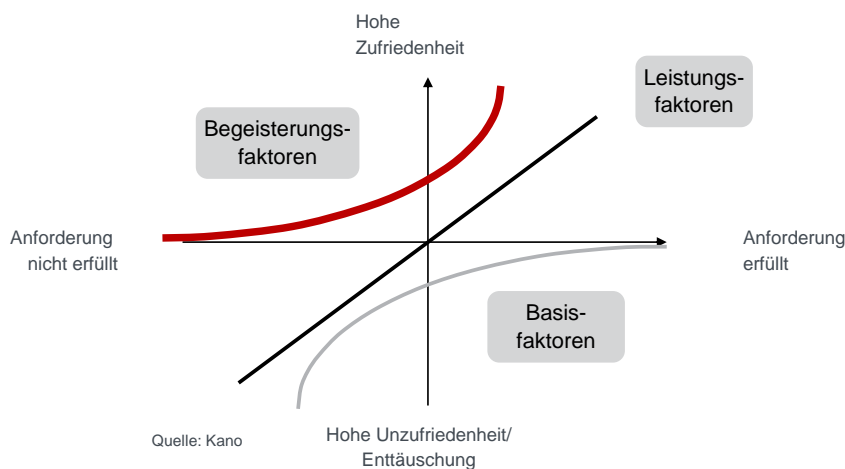 Hohe
Zufriedenheit
Leistungs-
faktoren
Begeisterungs-
faktoren
Anforderung
nicht erfüllt
Anforderung
erfüllt
Basis-
faktoren
Quelle: Kano
Hohe Unzufriedenheit/
Enttäuschung